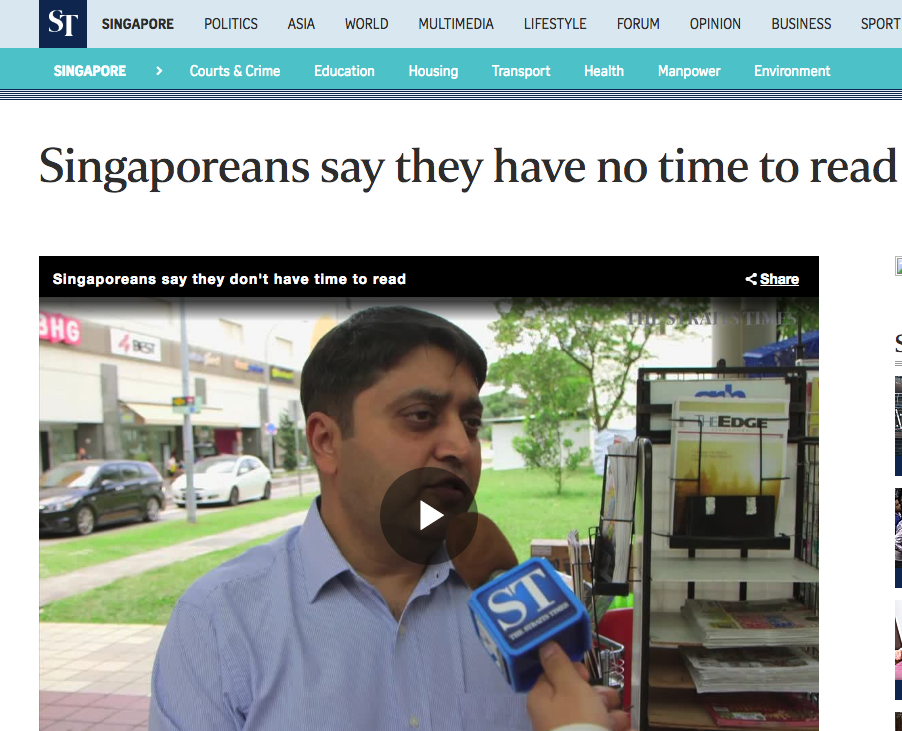 ST SINGAPORE POLITICS ASIA WORLD MULTIMEDIA LIFESTYLE FORUM OPINION BUSINESS SPORT
SINGAPORE > Courts & Crime Education Housing Transport Health Manpower Environment
Singaporeans say they have no time to read
Singaporeans say they don't have time to read Share
THE STRAITS TIMES
BHG
4 BEST
THE EDGE
ST
THE STRAITS TIMES